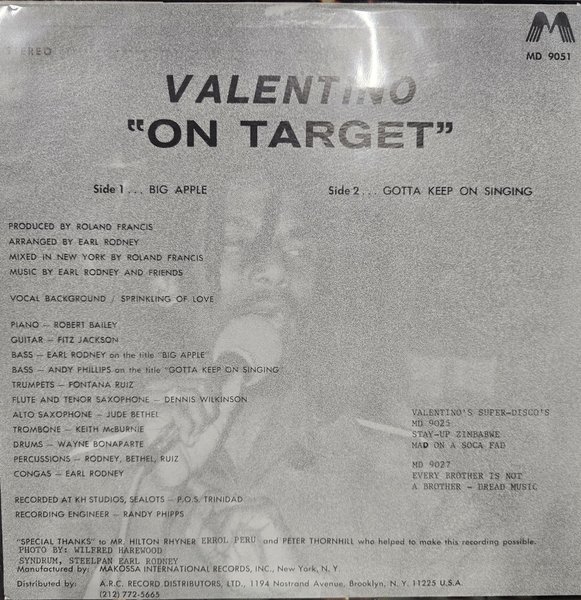 STEREO
MD 9051
VALENTINO
"ON TARGET"
Side 1 . . . BIG APPLE
Side 2 . . . GOTTA KEEP ON SINGING
PRODUCED BY ROLAND FRANCIS
ARRANGED BY EARL RODNEY
MIXED IN NEW YORK BY ROLAND FRANCIS
MUSIC BY EARL RODNEY AND FRIENDS
VOCAL BACKGROUND / SPRINKLING OF LOVE
PIANO — ROBERT BAILEY
GUITAR — FITZ JACKSON
BASS — EARL RODNEY on the title "BIG APPLE"
BASS — ANDY PHILLIPS on the title "GOTTA KEEP ON SINGING
TRUMPETS — FONTANA RUIZ
FLUTE AND TENOR SAXOPHONE — DENNIS WILKINSON
ALTO SAXOPHONE — JUDE BETHEL
TROMBONE — KEITH McBURNIE
DRUMS — WAYNE BONAPARTE
PERCUSSIONS — RODNEY, BETHEL, RUIZ
CONGAS — EARL RODNEY
VALENTINO'S SUPER-DISCO'S
MD 9025
STAY-UP ZIMBABWE
MAD ON A SOCA FAD
MD 9027
EVERY BROTHER IS NOT
A BROTHER - DREAD MUSIC
RECORDED AT KH STUDIOS, SEALOTS — P.O.S. TRINIDAD
RECORDING ENGINEER — RANDY PHIPPS
"SPECIAL THANKS" to MR. HILTON RHYNER ERROL PERU and PETER THORNHILL who helped to make this recording possible.
PHOTO BY: WILFRED HAREWOOD
SYNDRUM, STEELPAN EARL RODNEY
Manufactured by: MAKOSSA INTERNATIONAL RECORDS, INC., New York, N. Y.
Distributed by: A.R.C. RECORD DISTRIBUTORS, LTD., 1194 Nostrand Avenue, Brooklyn, N. Y. 11225 U.S.A.
(212) 772-5665